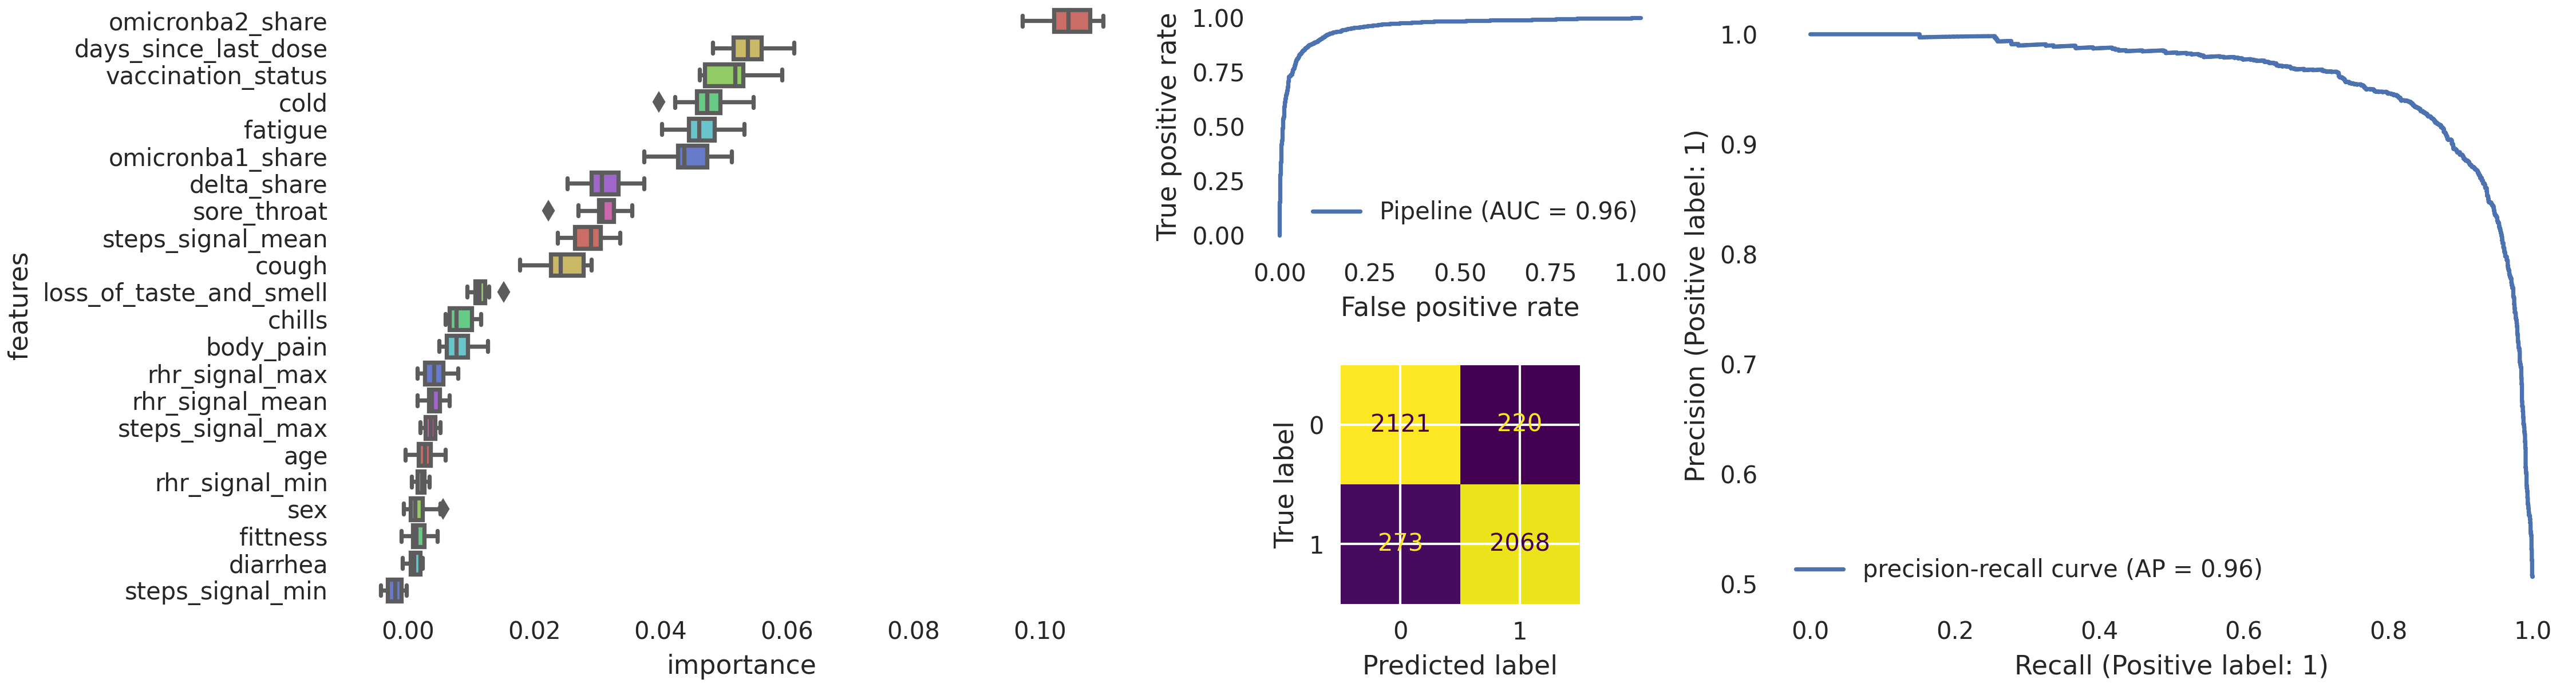 features
omicronba2_share
days_since_last_dose
vaccination_status
cold
fatigue
omicronba1_share
delta_share
sore_throat
steps_signal_mean
cough
loss_of_taste_and_smell
chills
body_pain
rhr_signal_max
rhr_signal_mean
steps_signal_max
age
rhr_signal_min
sex
fittness
diarrhea
steps_signal_min
0.00 0.02 0.04 0.06 0.08 0.10
importance
True positive rate
1.00
0.75
0.50
0.25
0.00
Pipeline (AUC = 0.96)
0.00 0.25 0.50 0.75 1.00
False positive rate
True label
0
1
2121 220
273 2068
0 1
Predicted label
Precision (Positive label: 1)
1.0
0.9
0.8
0.7
0.6
0.5
precision-recall curve (AP = 0.96)
0.0 0.2 0.4 0.6 0.8 1.0
Recall (Positive label: 1)